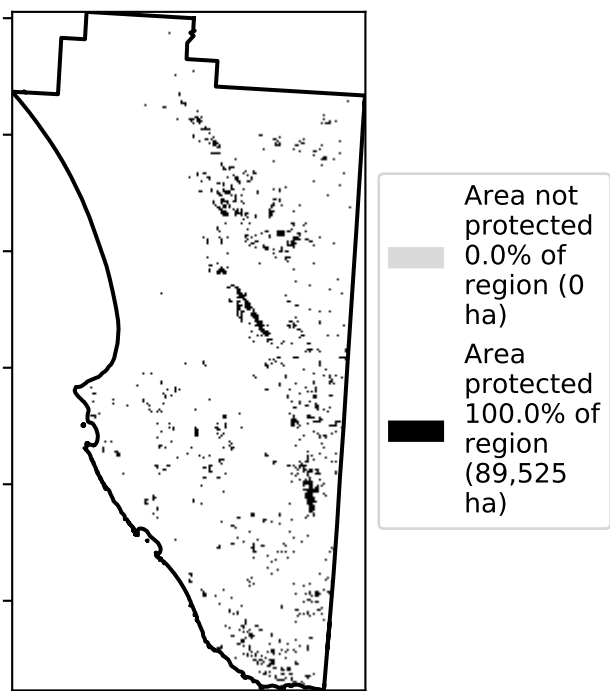 Area not
protected
0.0% of
region (0
ha)
Area
protected
100.0% of
region
(89,525
ha)